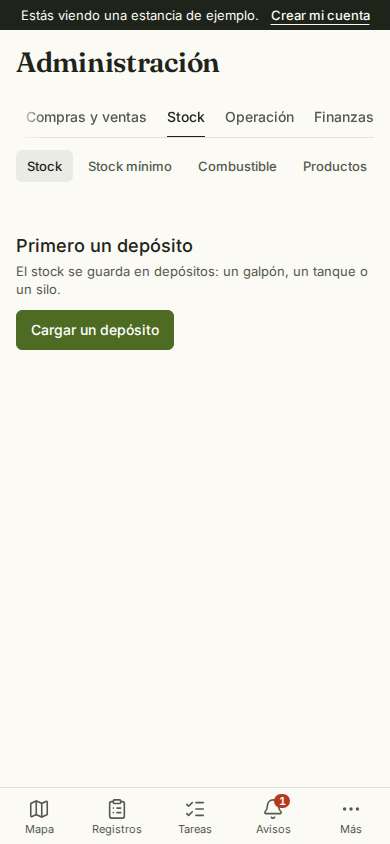 Estás viendo una estancia de ejemplo. Crear mi cuenta
Administración
Compras y ventas Stock Operación Finanzas
Stock Stock mínimo Combustible Productos
Primero un depósito
El stock se guarda en depósitos: un galpón, un tanque o
un silo.
Cargar un depósito
1
Mapa Registros Tareas Avisos Más